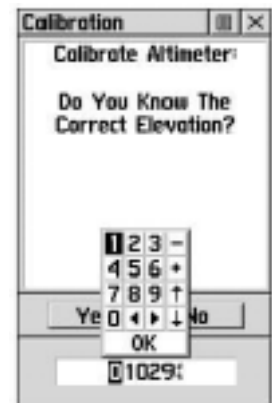 Calibration
Calibrate Altimeter:
Do You Know The
Correct Elevation?
1 2 3 -
4 5 6 +
7 8 9 ↑
0 ◂ ▸ ↓
Ye
No
OK
01029